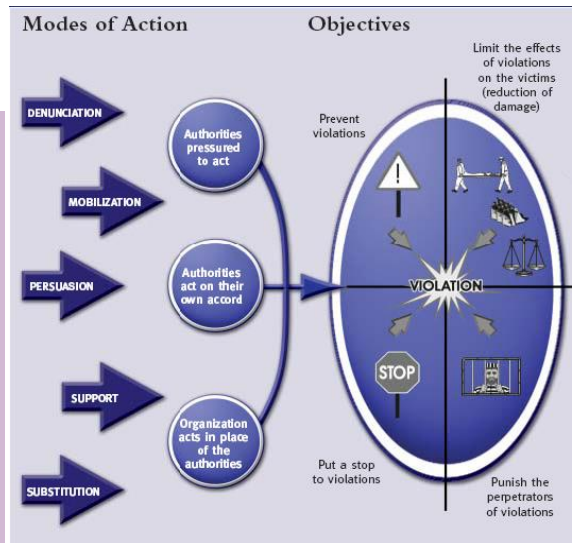 Modes of Action
Objectives
DENUNCIATION
MOBILIZATION
PERSUASION
SUPPORT
SUBSTITUTION
Authorities
pressured
to act
Authorities
act on their
own accord
Organization
acts in place
of the
authorities
Prevent
violations
Limit the effects
of violations
on the victims
(reduction of
damage)
!
VIOLATION
STOP
Put a stop
to violations
Punish the
perpetrators
of violations